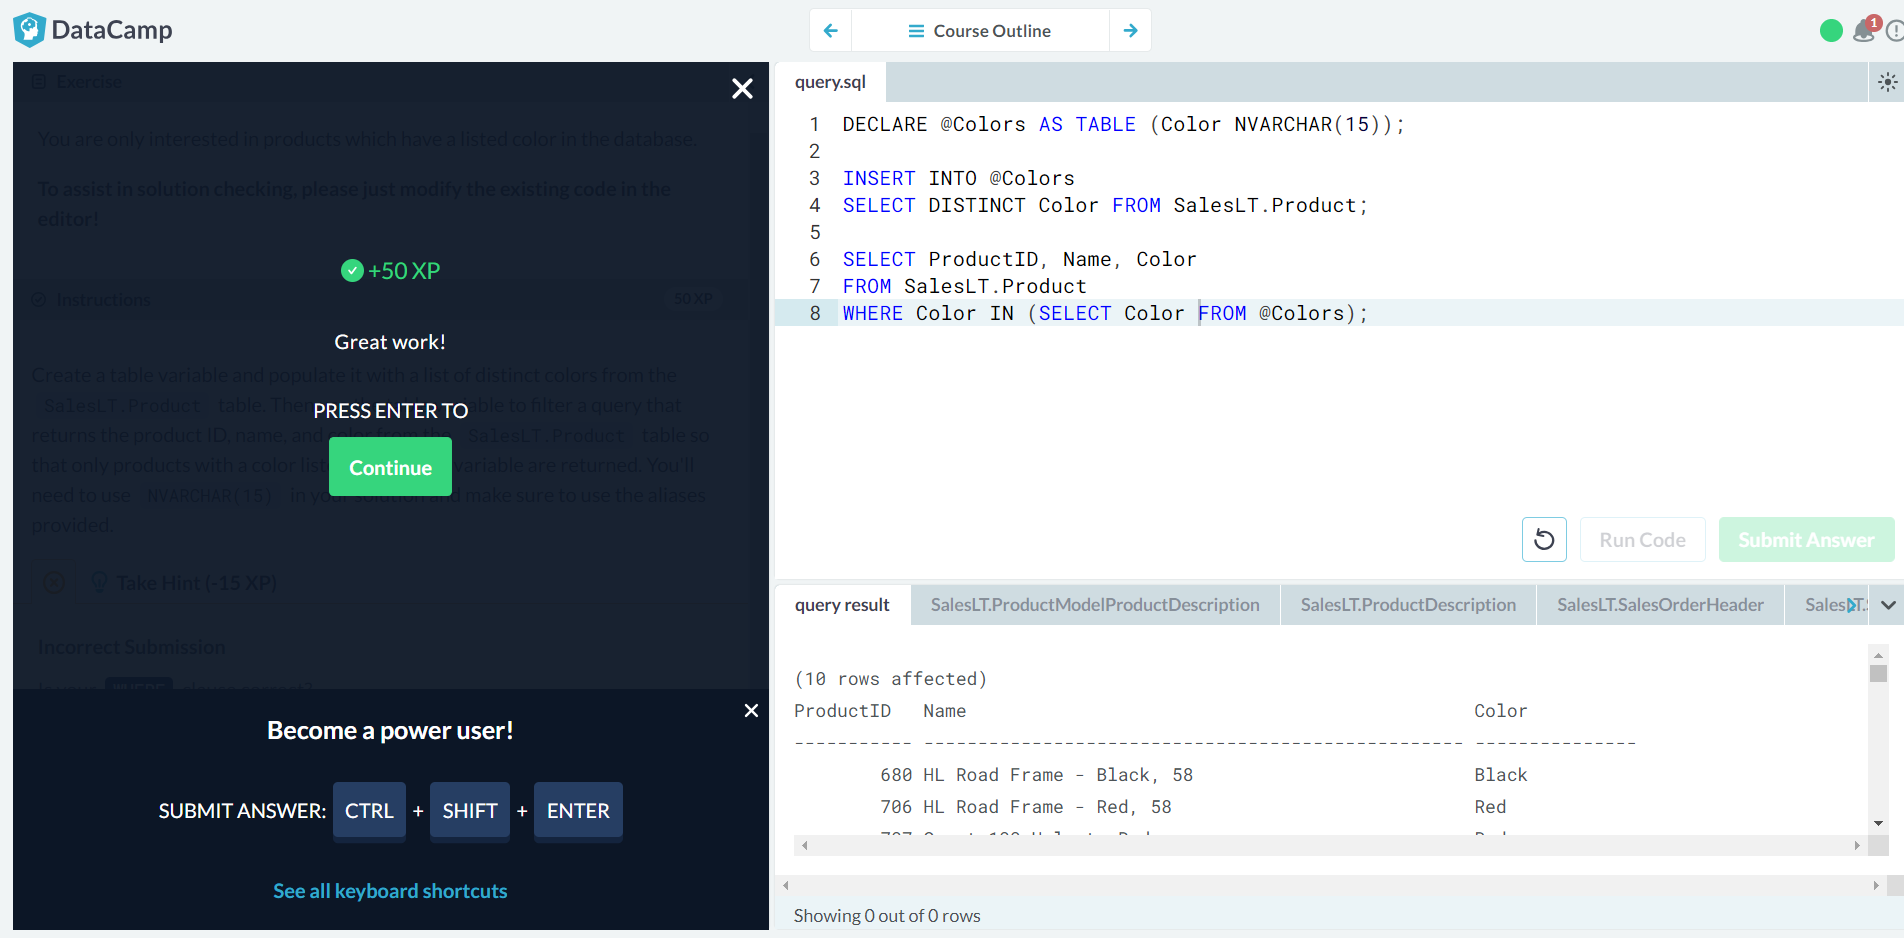 DataCamp
Course Outline
1
Exercise
You are only interested in products which have a listed color in the database.
To assist in solution checking, please just modify the existing code in the
editor!
+50 XP
Instructions
50 XP
Great work!
Create a table variable and populate it with a list of distinct colors from the
SalesLT.Product table. Then
PRESS ENTER TO
to filter a query that
returns the product ID, name, and color from the SalesLT.Product table so
that only products with a color
Continue
variable are returned. You'll
need to use NVARCHAR(15) in your solution and make sure to use the aliases
provided.
Take Hint (-15 XP)
Incorrect Submission
Become a power user!
SUBMIT ANSWER: CTRL + SHIFT + ENTER
See all keyboard shortcuts
query.sql
1 DECLARE @Colors AS TABLE (Color NVARCHAR(15));
2
3 INSERT INTO @Colors
4 SELECT DISTINCT Color FROM SalesLT.Product;
5
6 SELECT ProductID, Name, Color
7 FROM SalesLT.Product
8 WHERE Color IN (SELECT Color FROM @Colors);
Run Code
Submit Answer
query result SalesLT.ProductModelProductDescription SalesLT.ProductDescription SalesLT.SalesOrderHeader
(10 rows affected)
ProductID Name Color
----------- -------------------------------------------------- ---------------
680 HL Road Frame - Black, 58 Black
706 HL Road Frame - Red, 58 Red
Showing 0 out of 0 rows